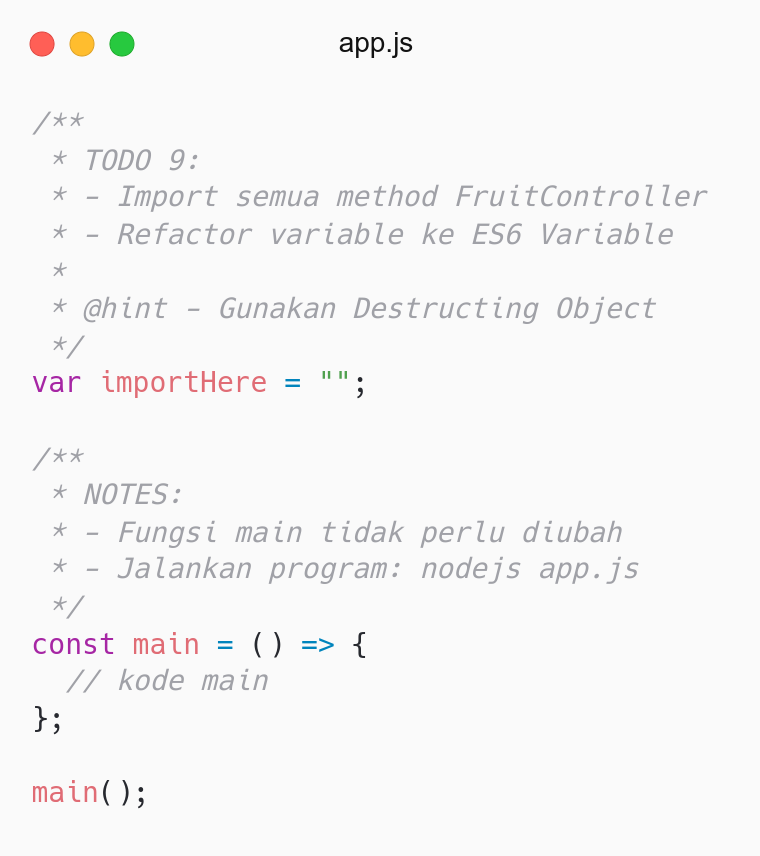 app.js
/**
 * TODO 9:
 * - Import semua method FruitController
 * - Refactor variable ke ES6 Variable
 *
 * @hint - Gunakan Destructing Object
 */
var importHere = "";
/**
 * NOTES:
 * - Fungsi main tidak perlu diubah
 * - Jalankan program: nodejs app.js
 */
const main = () => {
  // kode main
};
main();